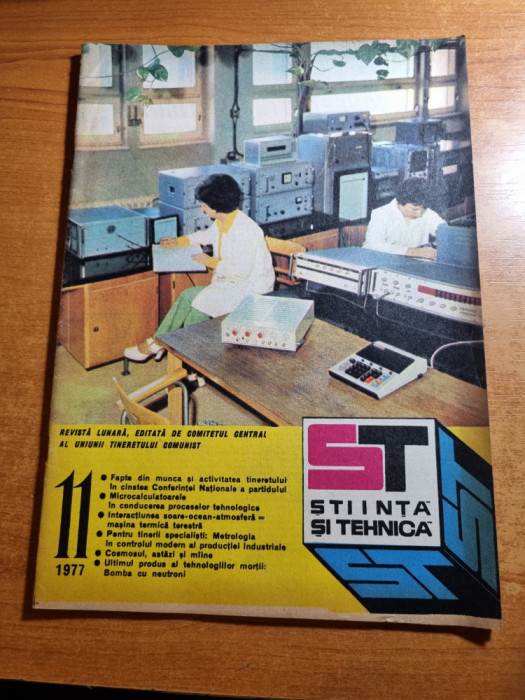 REVISTĂ LUNARĂ, EDITATĂ DE COMITETUL CENTRAL
AL UNIUNII TINERETULUI COMUNIST
11
1977
● Fapte din munca și activitatea tineretului
în cinstea Conferinței Naționale a partidului
● Microcalculatoarele
în conducerea proceselor tehnologice
● Interacțiunea soare-ocean-atmosferă =
mașina termică terestră
● Pentru tinerii specialiști: Metrologia
în controlul modern al producției industriale
● Cosmosul, astăzi și mîine
● Ultimul produs al tehnologiilor morții:
Bomba cu neutroni
ST
ȘTIINȚĂ
ȘI TEHNICĂ
ST
ST